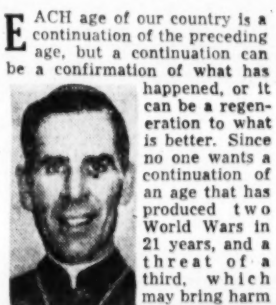 EACH age of our country is a
continuation of the preceding
age, but a continuation can
be a confirmation of what has
happened, or it
can be a regen-
eration to what
is better. Since
no one wants a
continuation of
an age that has
produced two
World Wars in
21 years, and a
threat of a
third, which
may bring harm